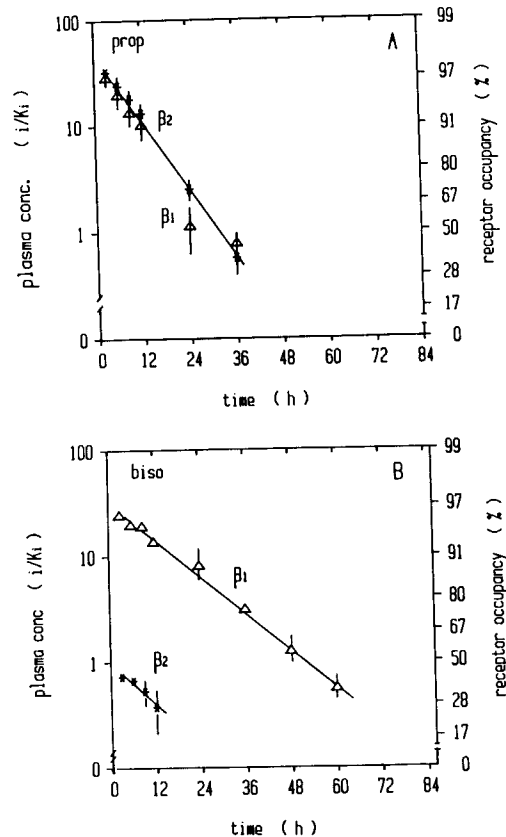 100
prop
A
99
97
10
β2
91
80
67
β1
1
50
28
17
0
0
plasma conc. (i/Ki)
receptor occupancy (%)
0 12 24 36 48 60 72 84
time (h)
100
biso
B
99
97
10
91
β1
80
67
1
β2
50
28
17
0
0
plasma conc (i/Ki)
receptor occupancy (%)
0 12 24 36 48 60 72 84
time (h)